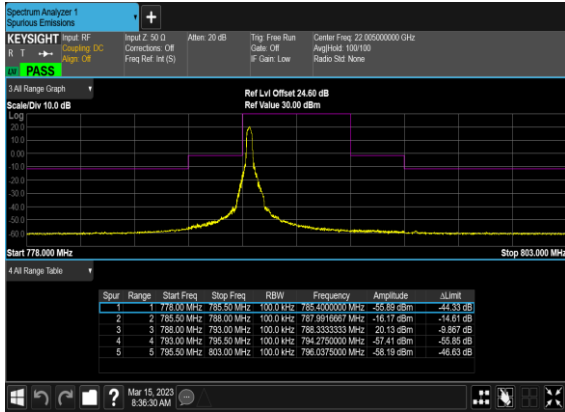 Spectrum Analyzer 1
Spurious Emissions
+
KEYSIGHT Input: RF Input Z: 50 Ω Atten: 20 dB Trig: Free Run Center Freq: 22.005000000 GHz
R T Coupling: DC Corrections: Off Gate: Off Avg|Hold: 100/100
Align: Off Freq Ref: Int (S) IF Gain: Low Radio Std: None
PASS
3 All Range Graph
Ref Lvl Offset 24.60 dB
Scale/Div 10.0 dB Ref Value 30.00 dBm
Log
20.0
10.0
0.00
-10.0
-20.0
-30.0
-40.0
-50.0
-60.0
Start 778.000 MHz Stop 803.000 MHz
4 All Range Table
Spur Range Start Freq Stop Freq RBW Frequency Amplitude ΔLimit
1 1 778.00 MHz 785.50 MHz 100.0 kHz 785.4000000 MHz -55.89 dBm -44.33 dB
2 2 785.50 MHz 788.00 MHz 100.0 kHz 787.9916667 MHz -16.17 dBm -14.61 dB
3 3 788.00 MHz 793.00 MHz 100.0 kHz 788.3333333 MHz 20.13 dBm -9.867 dB
4 4 793.00 MHz 795.50 MHz 100.0 kHz 794.2750000 MHz -57.41 dBm -55.85 dB
5 5 795.50 MHz 803.00 MHz 100.0 kHz 796.0375000 MHz -58.19 dBm -46.63 dB
? Mar 15, 2023
8:36:30 AM